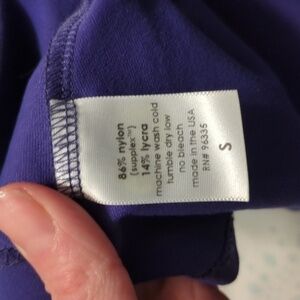 86% nylon
(supplex™)
14% lycra
machine wash cold
tumble dry low
no bleach
made in the USA
RN# 96335
S